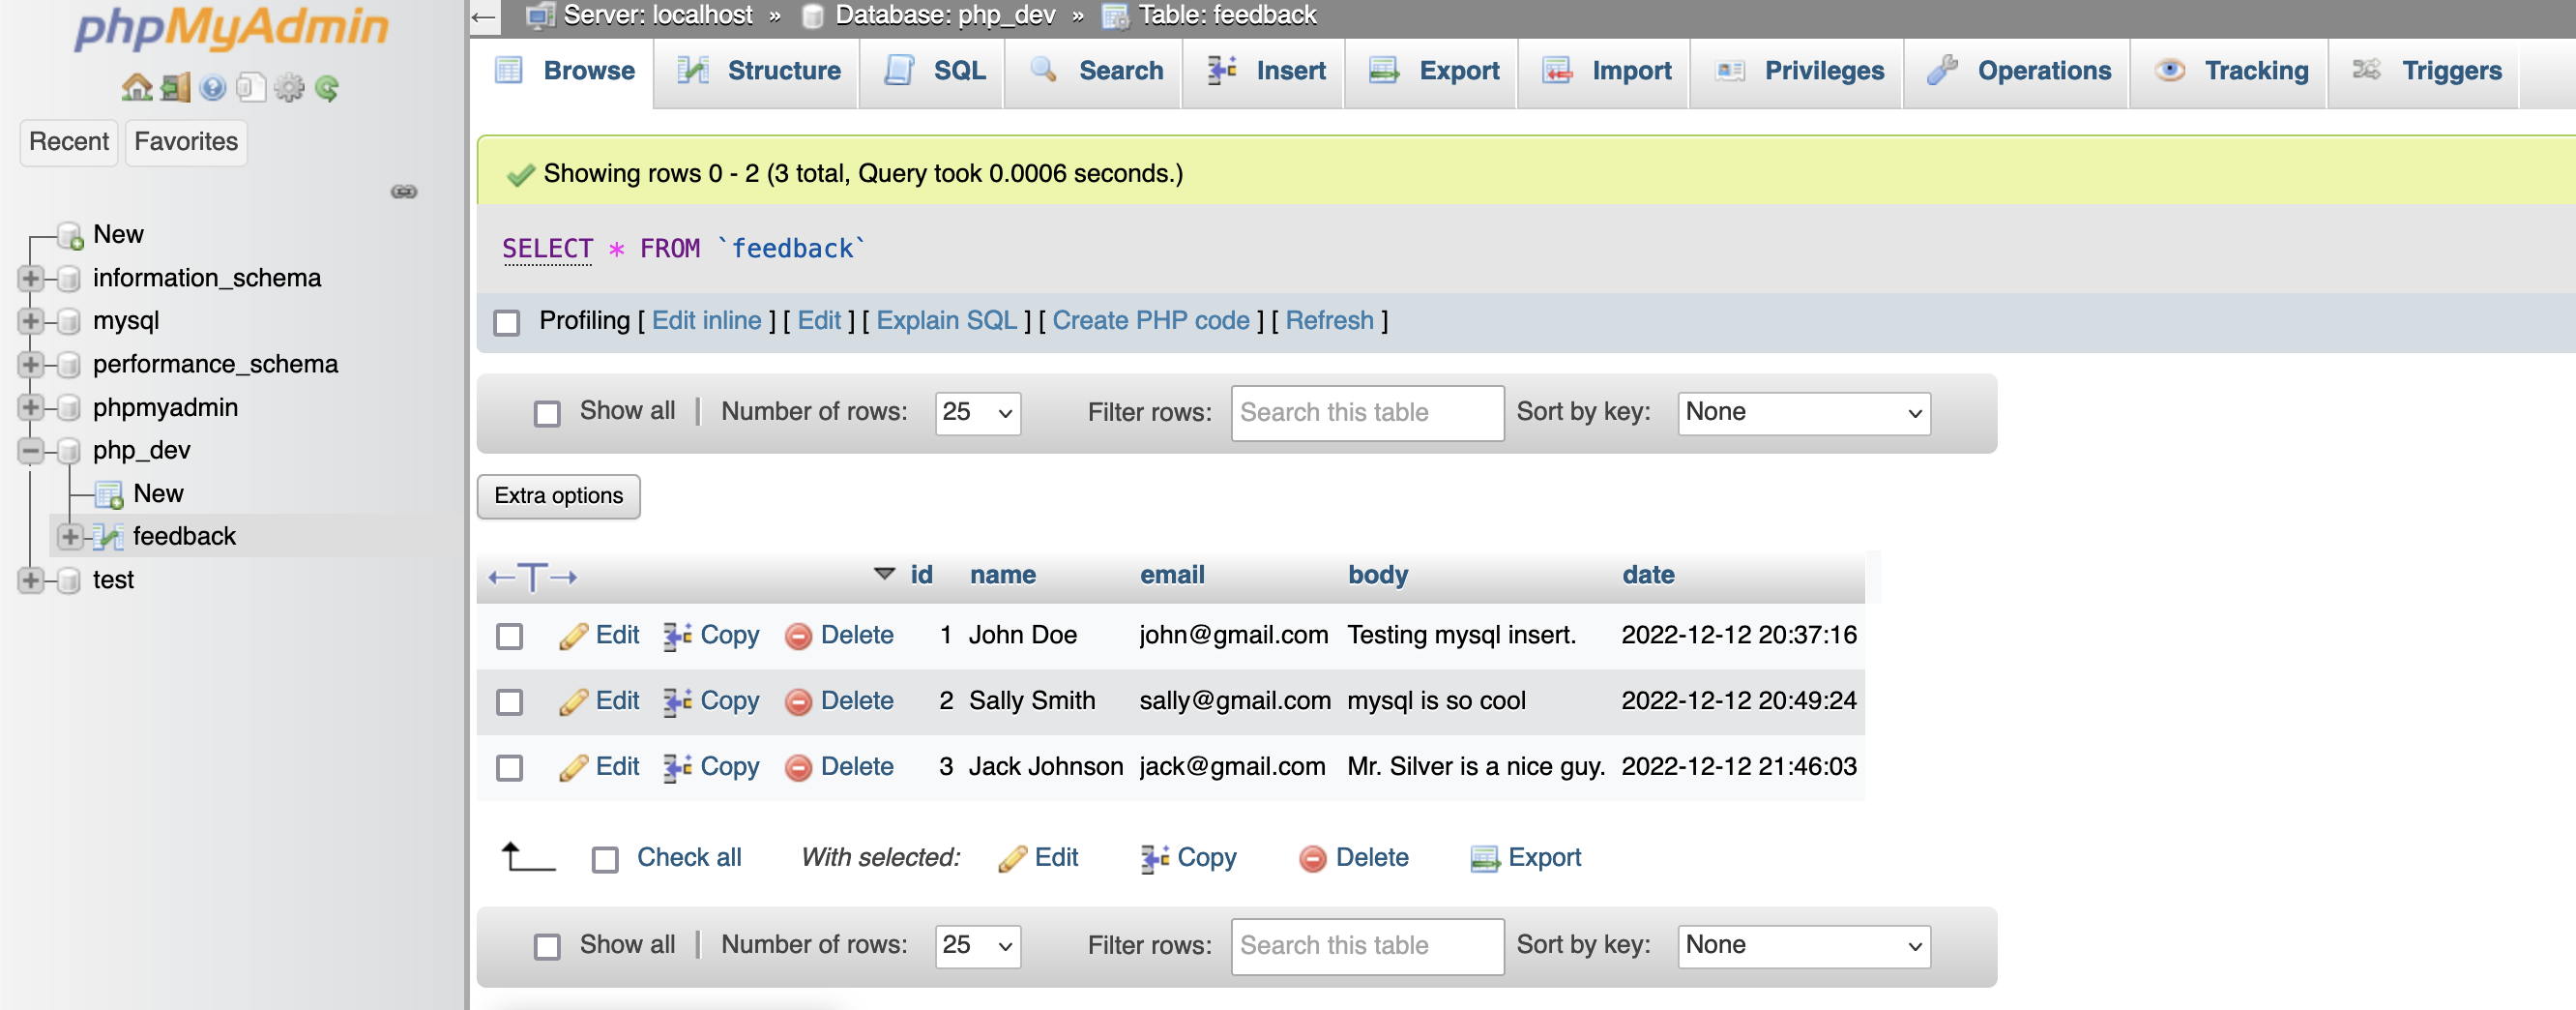 phpMyAdmin
Recent Favorites
New
information_schema
mysql
performance_schema
phpmyadmin
php_dev
New
feedback
test
Server: localhost » Database: php_dev » Table: feedback
Browse Structure SQL Search Insert Export Import Privileges Operations Tracking Triggers
Showing rows 0 - 2 (3 total, Query took 0.0006 seconds.)
SELECT * FROM `feedback`
Profiling [ Edit inline ] [ Edit ] [ Explain SQL ] [ Create PHP code ] [ Refresh ]
Show all | Number of rows: 25 Filter rows: Search this table Sort by key: None
Extra options
←T→ id name email body date
Edit Copy Delete 1 John Doe john@gmail.com Testing mysql insert. 2022-12-12 20:37:16
Edit Copy Delete 2 Sally Smith sally@gmail.com mysql is so cool 2022-12-12 20:49:24
Edit Copy Delete 3 Jack Johnson jack@gmail.com Mr. Silver is a nice guy. 2022-12-12 21:46:03
Check all With selected: Edit Copy Delete Export
Show all | Number of rows: 25 Filter rows: Search this table Sort by key: None